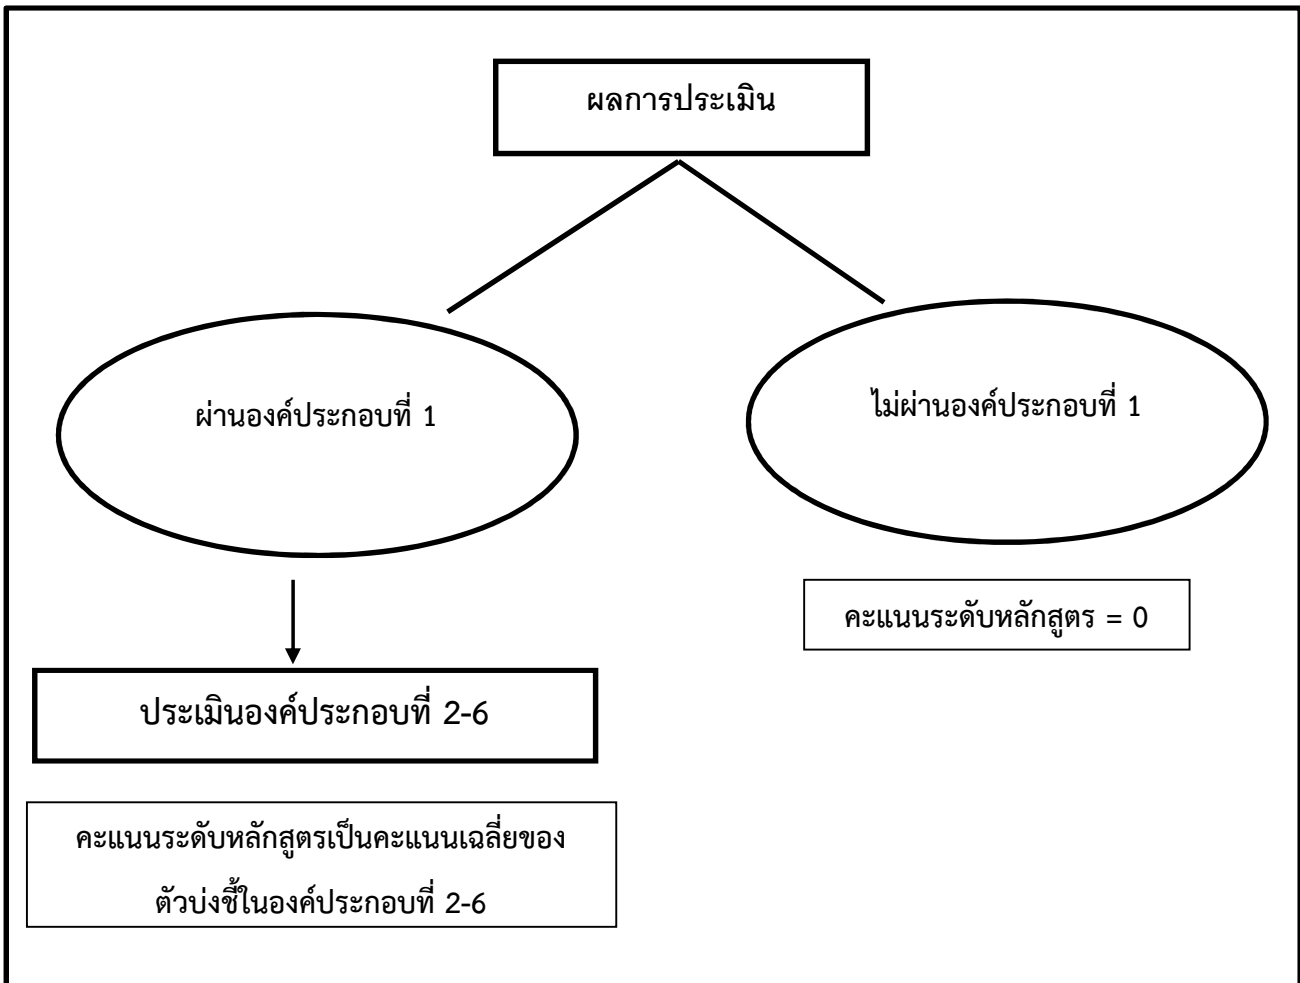 ผลการประเมิน
ผ่านองค์ประกอบที่ 1
ไม่ผ่านองค์ประกอบที่ 1
คะแนนระดับหลักสูตร = 0
ประเมินองค์ประกอบที่ 2-6
คะแนนระดับหลักสูตรเป็นคะแนนเฉลี่ยของ
ตัวบ่งชี้ในองค์ประกอบที่ 2-6